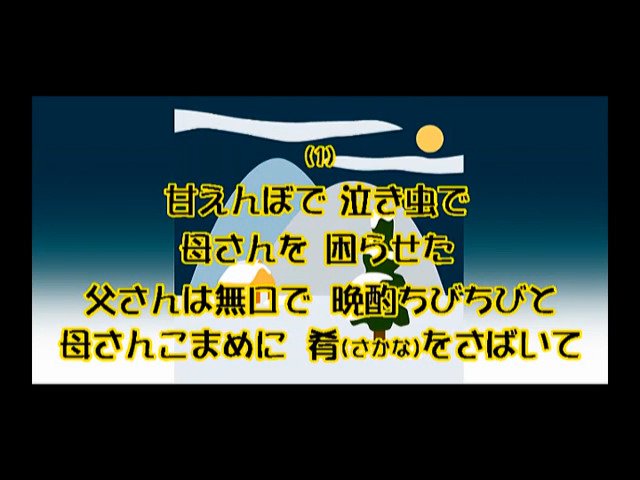 (1)
甘えんぼで 泣き虫で
母さんを 困らせた
父さんは無口で 晩酌ちびちびと
母さんこまめに 肴(さかな)をさばいて